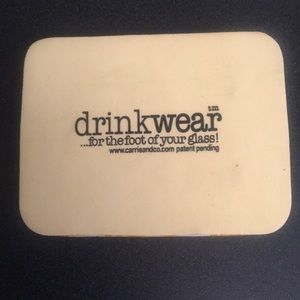 tm
drinkwear
...for the foot of your glass!
www.carrieandco.com patent pending